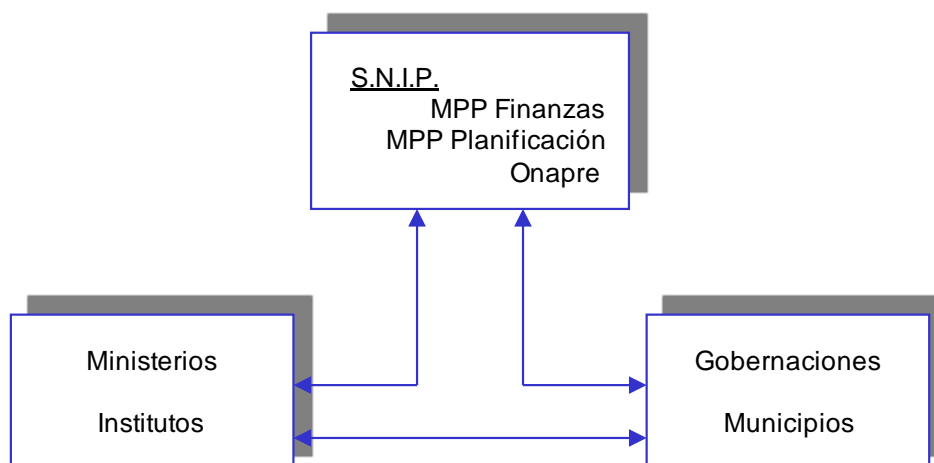 S.N.I.P.
MPP Finanzas
MPP Planificación
Onapre
Ministerios
Institutos
Gobernaciones
Municipios